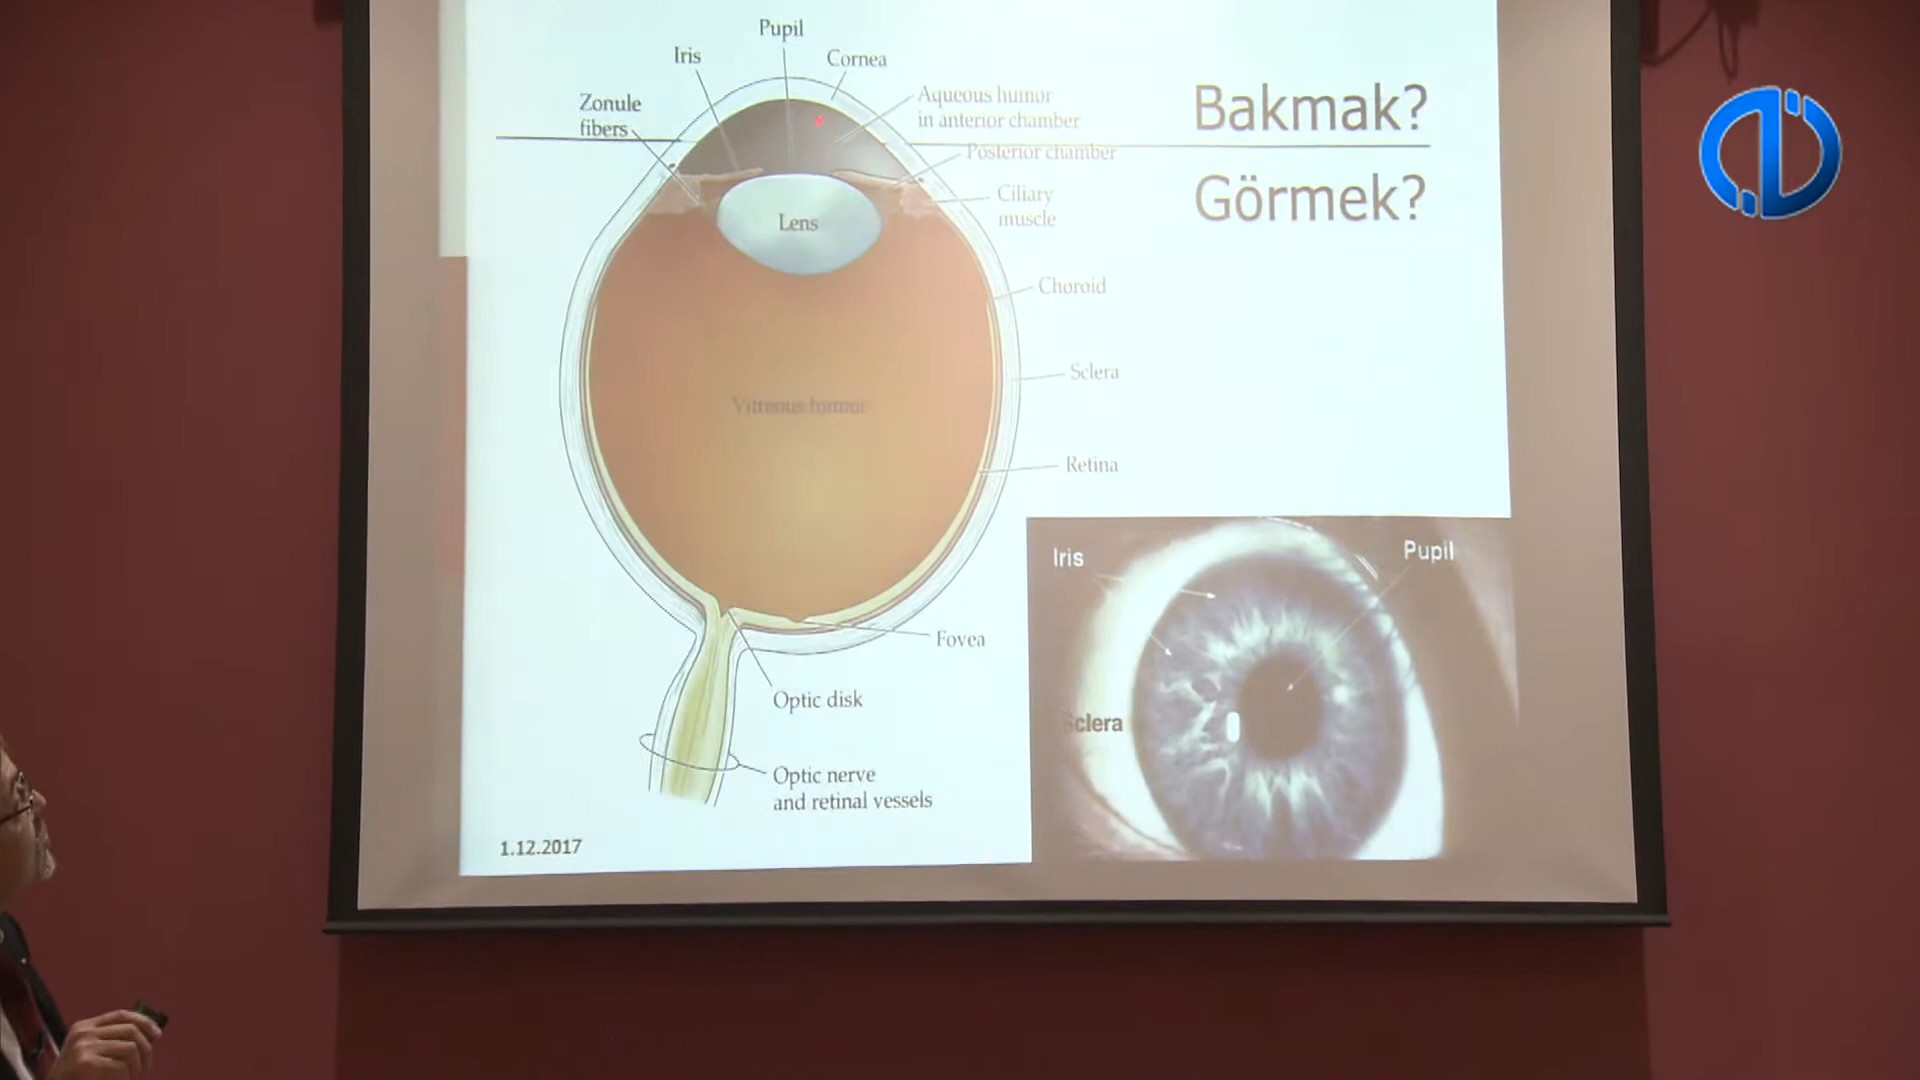 Pupil
Iris
Cornea
Zonule
fibers
Aqueous humor
in anterior chamber
Posterior chamber
Ciliary
muscle
Lens
Choroid
Sclera
Vitreous humor
Retina
Fovea
Optic disk
Optic nerve
and retinal vessels
1.12.2017
Bakmak?
Görmek?
Iris
Pupil
Sclera